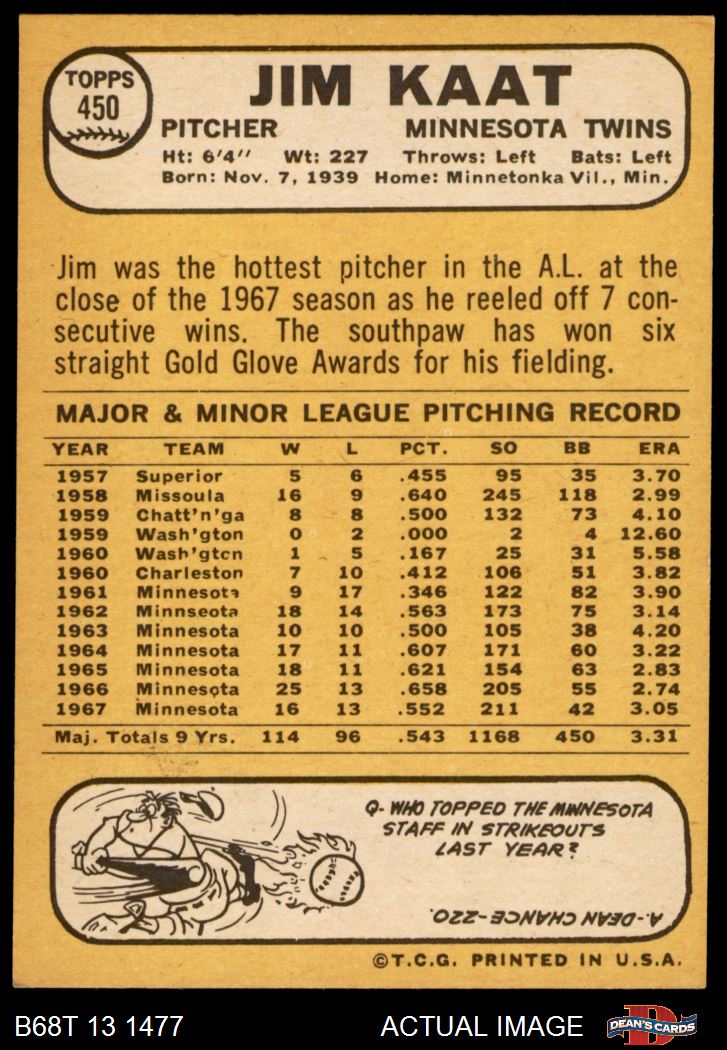 TOPPS
450
JIM KAAT
PITCHER MINNESOTA TWINS
Ht: 6'4" Wt: 227 Throws: Left Bats: Left
Born: Nov. 7, 1939 Home: Minnetonka Vil., Min.
Jim was the hottest pitcher in the A.L. at the
close of the 1967 season as he reeled off 7 con-
secutive wins. The southpaw has won six
straight Gold Glove Awards for his fielding.
MAJOR & MINOR LEAGUE PITCHING RECORD
YEAR TEAM W L PCT. SO BB ERA
1957 Superior 5 6 .455 95 35 3.70
1958 Missoula 16 9 .640 245 118 2.99
1959 Chatt'n'ga 8 8 .500 132 73 4.10
1959 Wash'gton 0 2 .000 2 4 12.60
1960 Wash'gton 1 5 .167 25 31 5.58
1960 Charleston 7 10 .412 106 51 3.82
1961 Minnesota 9 17 .346 122 82 3.90
1962 Minnseota 18 14 .563 173 75 3.14
1963 Minnesota 10 10 .500 105 38 4.20
1964 Minnesota 17 11 .607 171 60 3.22
1965 Minnesota 18 11 .621 154 63 2.83
1966 Minnesota 25 13 .658 205 55 2.74
1967 Minnesota 16 13 .552 211 42 3.05
Maj. Totals 9 Yrs. 114 96 .543 1168 450 3.31
Q- WHO TOPPED THE MINNESOTA
STAFF IN STRIKEOUTS
LAST YEAR?
A- DEAN CHANCE-220.
©T.C.G. PRINTED IN U.S.A.
B68T 13 1477 ACTUAL IMAGE DEAN'S CARDS